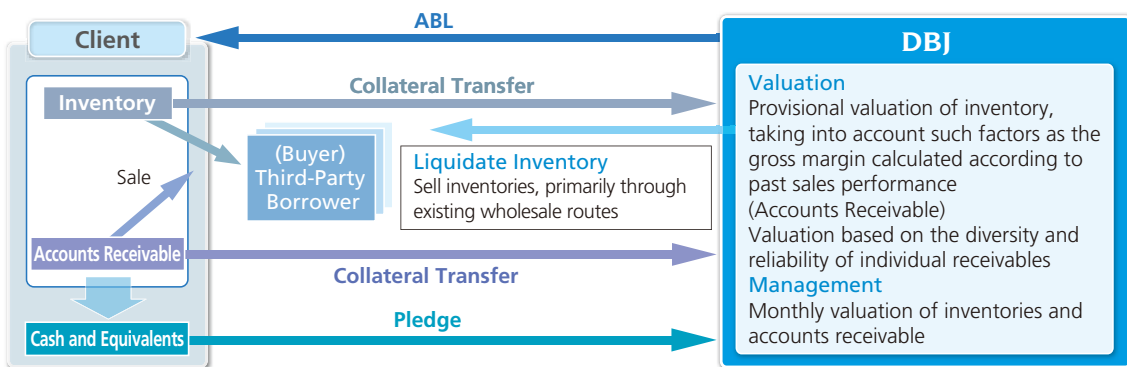 ABL
Client
DBJ
Collateral Transfer
Inventory
Sale
(Buyer)
Third-Party
Borrower
Liquidate Inventory
Sell inventories, primarily through
existing wholesale routes
Accounts Receivable
Collateral Transfer
Pledge
Cash and Equivalents
Valuation
Provisional valuation of inventory,
taking into account such factors as the
gross margin calculated according to
past sales performance
(Accounts Receivable)
Valuation based on the diversity and
reliability of individual receivables
Management
Monthly valuation of inventories and
accounts receivable